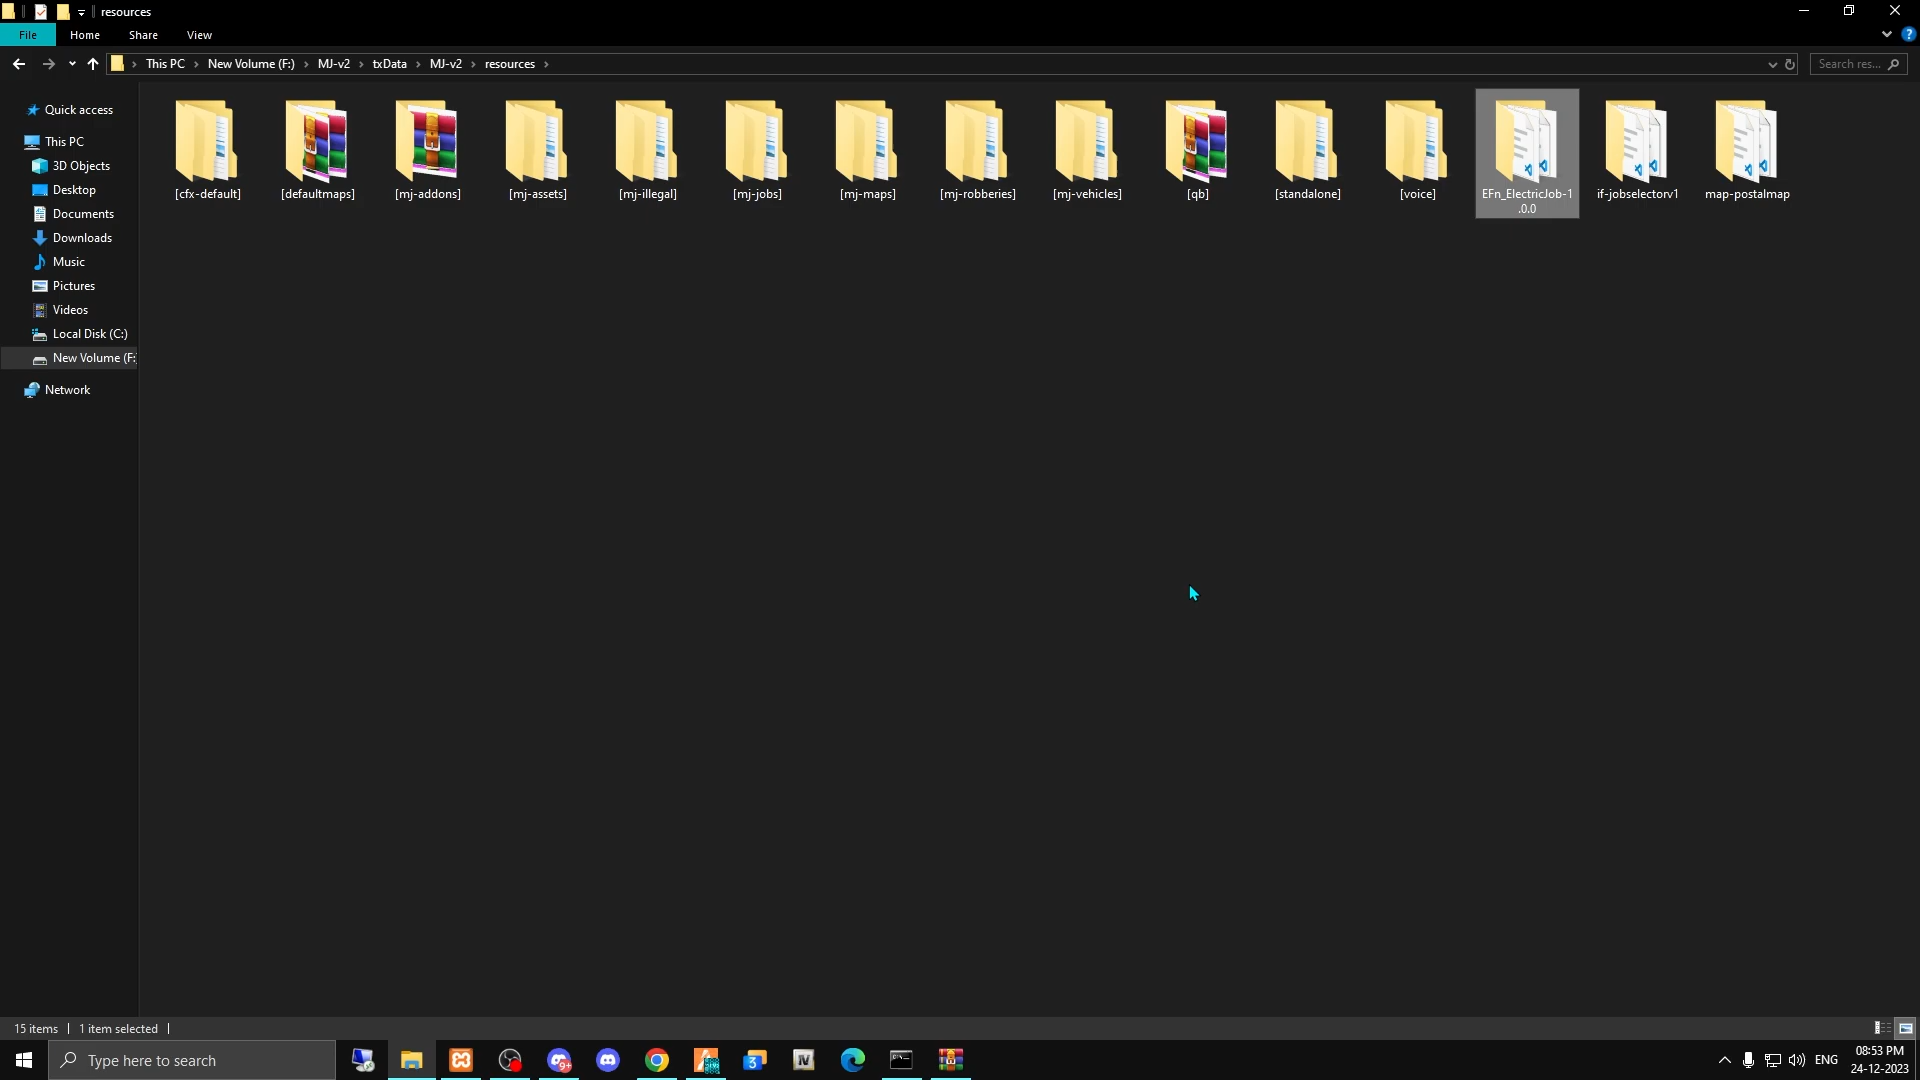 resources
File Home Share View
This PC New Volume (F:) MJ-v2 txData MJ-v2 resources
Search res...
Quick access
This PC
3D Objects
Desktop
Documents
Downloads
Music
Pictures
Videos
Local Disk (C:)
New Volume (F:
Network
[cfx-default] [defaultmaps] [mj-addons] [mj-assets] [mj-illegal] [mj-jobs] [mj-maps] [mj-robberies] [mj-vehicles] [qb] [standalone] [voice] EFn_ElectricJob-1 if-jobselectorv1 map-postalmap
.0.0
15 items 1 item selected
Type here to search
9+
3
IV
ENG
08:53 PM
24-12-2023